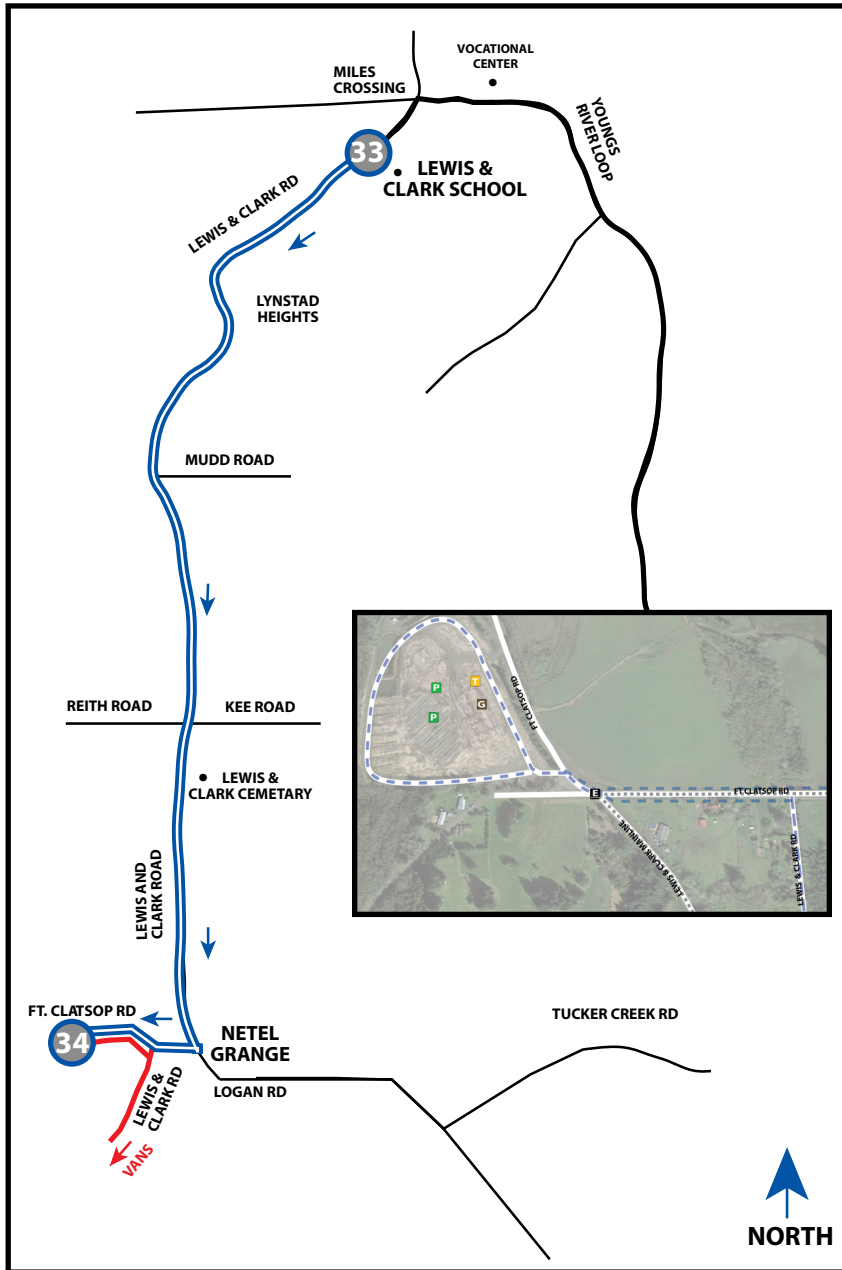 VOCATIONAL
CENTER
MILES
CROSSING
YOUNGS
RIVER LOOP
33
LEWIS &
CLARK SCHOOL
LEWIS & CLARK RD
LYNSTAD
HEIGHTS
MUDD ROAD
REITH ROAD
KEE ROAD
LEWIS &
CLARK CEMETARY
P
T
G
P
FT. CLATSOP RD
E
FT.CLATSOP RD
LEWIS & CLARK MAINLINE
LEWIS & CLARK RD
LEWIS AND
CLARK ROAD
FT. CLATSOP RD
34
NETEL
GRANGE
TUCKER CREEK RD
LOGAN RD
LEWIS &
CLARK RD
VANS
NORTH